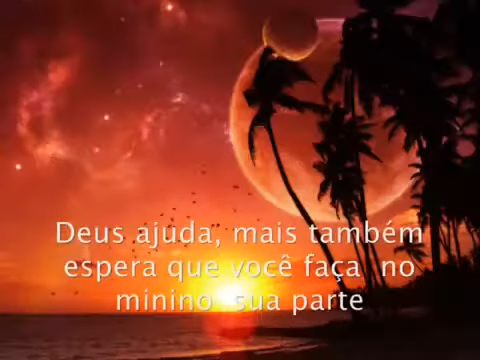 Deus ajuda, mais também
espera que você faça no
minino sua parte